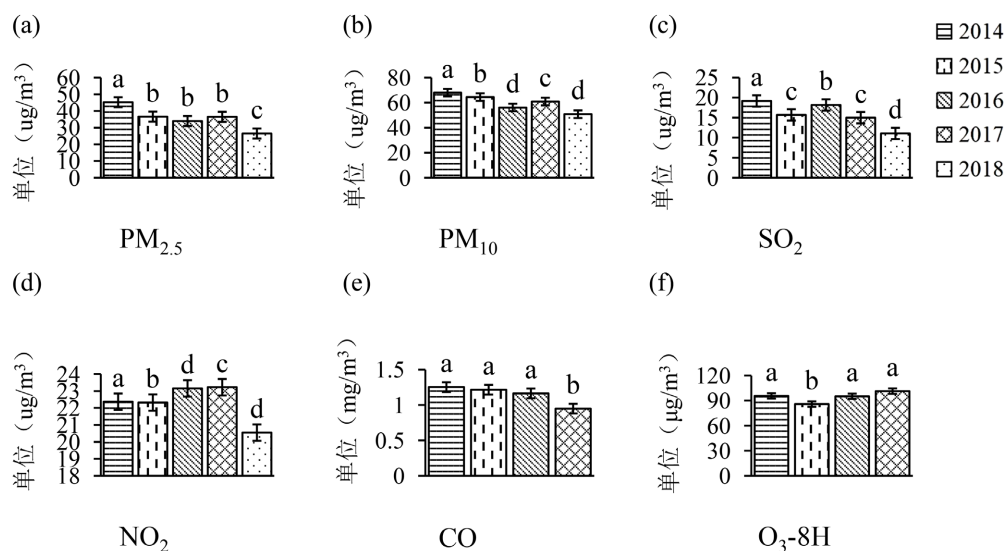 (a)
单位（ug/m³）
60
50
40
30
20
10
0
a
b
b
b
c
PM₂.₅
(b)
单位（ug/m³）
80
60
40
20
0
a
b
d
c
d
PM₁₀
(c)
单位（ug/m³）
25
20
15
10
5
0
a
c
b
c
d
SO₂
2014
2015
2016
2017
2018
(d)
单位（ug/m³）
24
23
22
21
20
19
18
a
b
d
c
d
NO₂
(e)
单位（mg/m³）
1.5
1
0.5
0
a
a
a
b
CO
(f)
单位（μg/m³）
120
90
60
30
0
a
b
a
a
O₃-8H